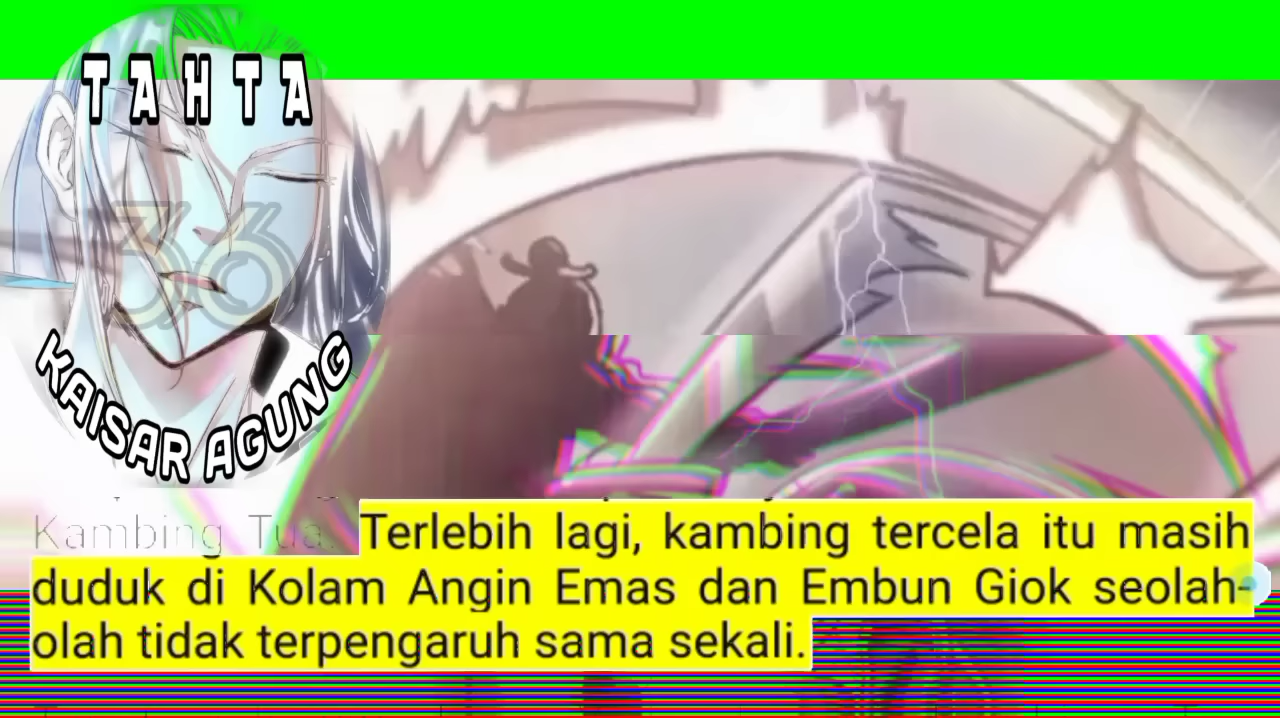 TAHTA
36
KAISAR AGUNG
Kambing Tua. Terlebih lagi, kambing tercela itu masih
duduk di Kolam Angin Emas dan Embun Giok seolah-
olah tidak terpengaruh sama sekali.